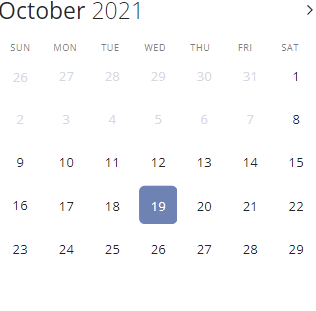 October 2021
SUN MON TUE WED THU FRI SAT
26 27 28 29 30 31 1
2 3 4 5 6 7 8
9 10 11 12 13 14 15
16 17 18 19 20 21 22
23 24 25 26 27 28 29